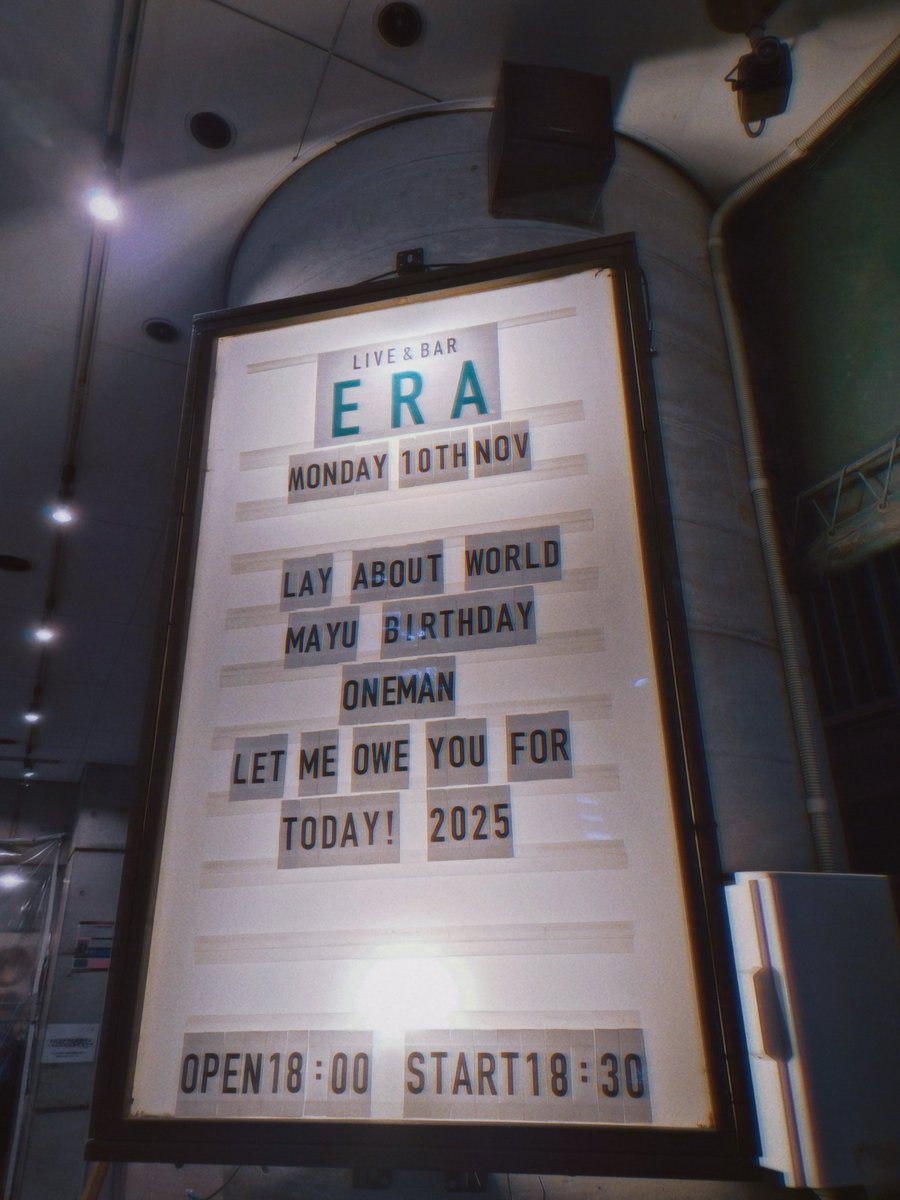 LIVE & BAR
ERA
MONDAY 10TH NOV
LAY ABOUT WORLD
MAYU BIRTHDAY
ONEMAN
LET ME OWE YOU FOR
TODAY! 2025
OPEN18:00 START18:30